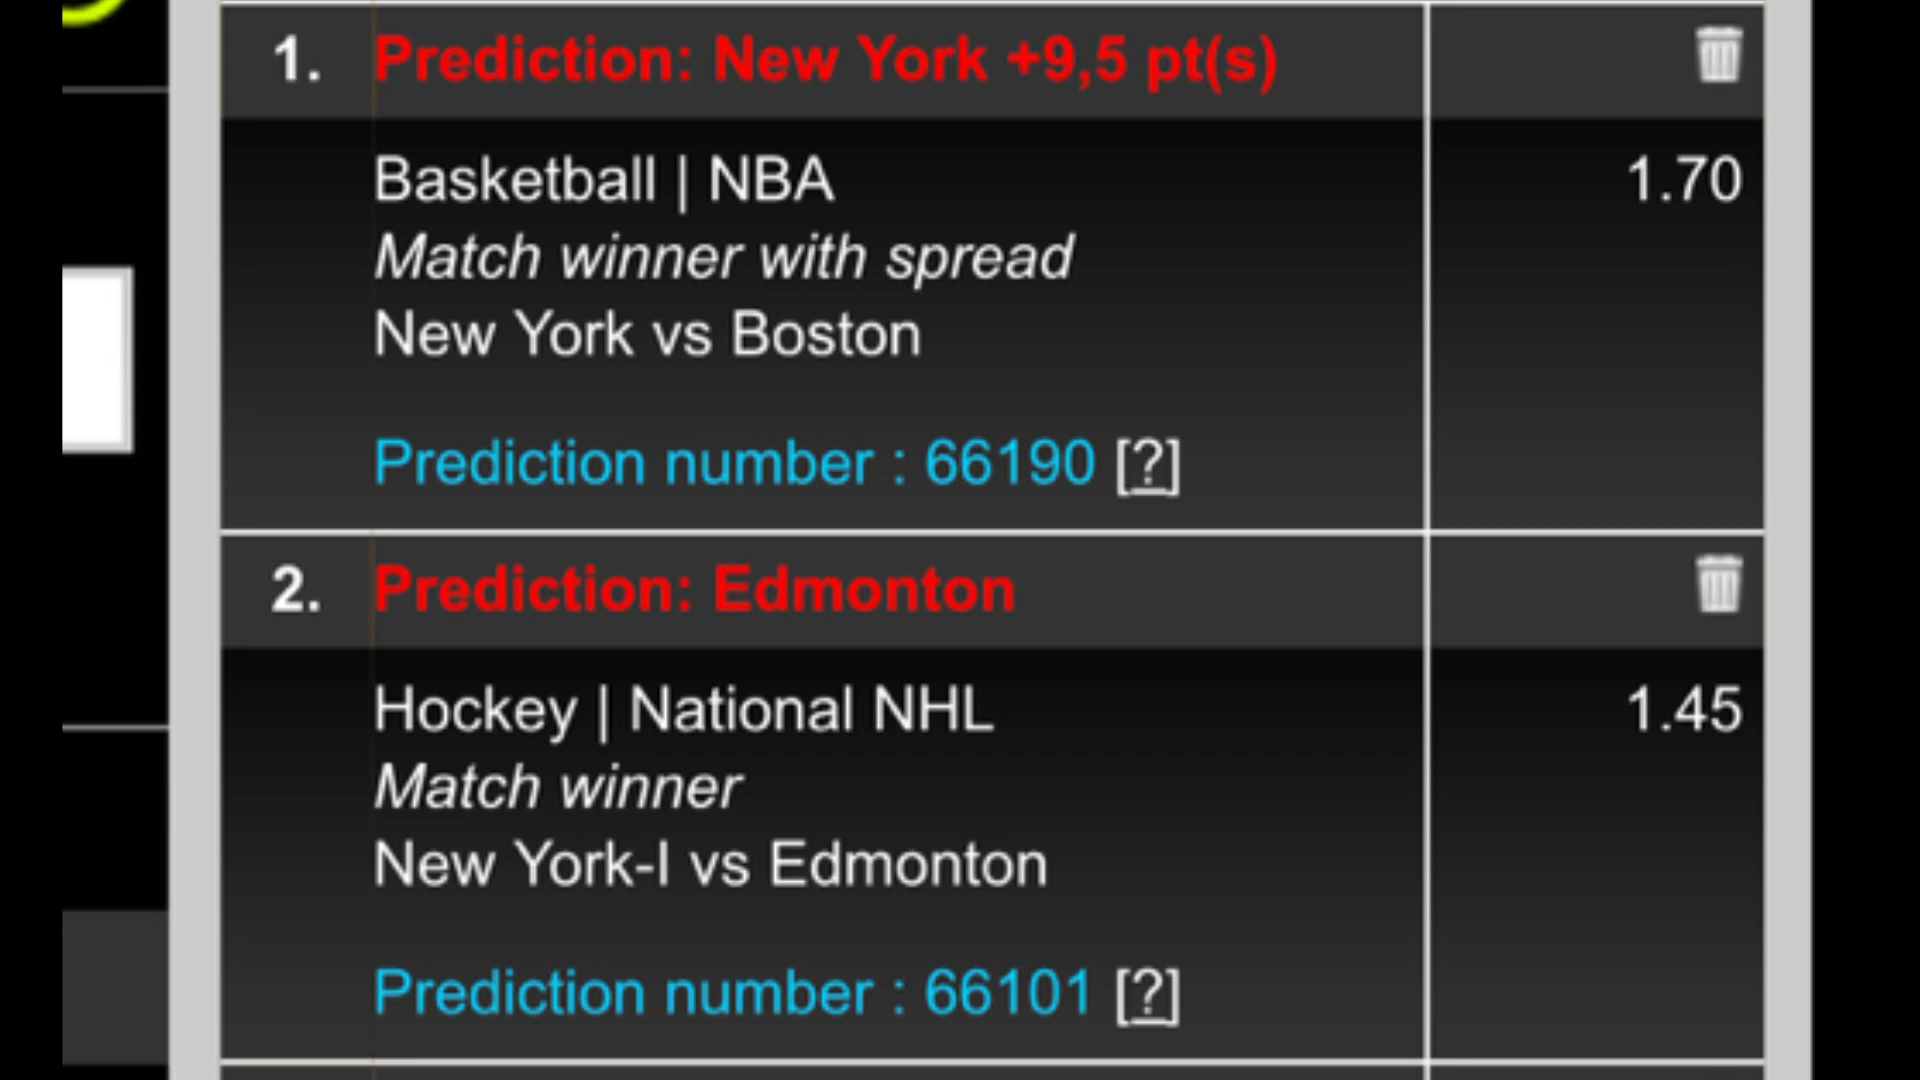 1. Prediction: New York +9,5 pt(s)
Basketball | NBA 1.70
Match winner with spread
New York vs Boston
Prediction number : 66190 [?]
2. Prediction: Edmonton
Hockey | National NHL 1.45
Match winner
New York-I vs Edmonton
Prediction number : 66101 [?]